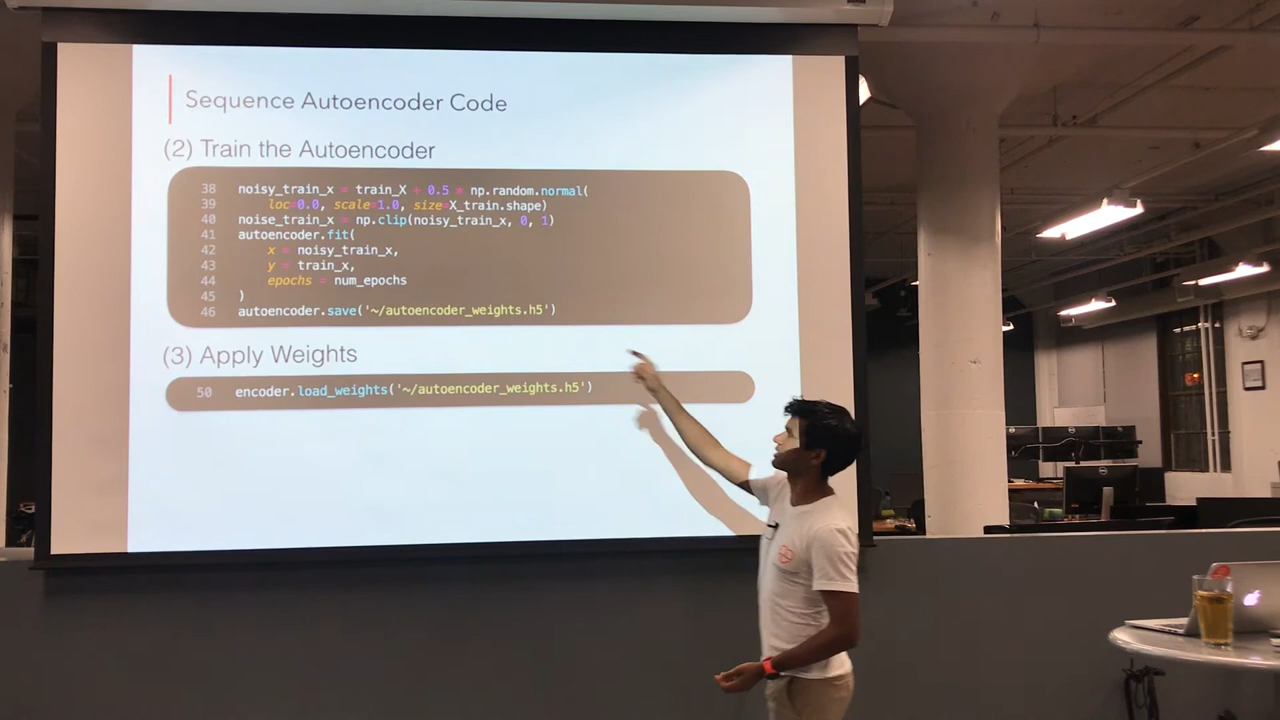 Sequence Autoencoder Code
(2) Train the Autoencoder
38 noisy_train_x = train_X + 0.5 * np.random.normal(
39 loc=0.0, scale=1.0, size=X_train.shape)
40 noise_train_x = np.clip(noisy_train_x, 0, 1)
41 autoencoder.fit(
42 x = noisy_train_x,
43 y = train_x,
44 epochs = num_epochs
45 )
46 autoencoder.save('~/autoencoder_weights.h5')
(3) Apply Weights
50 encoder.load_weights('~/autoencoder_weights.h5')